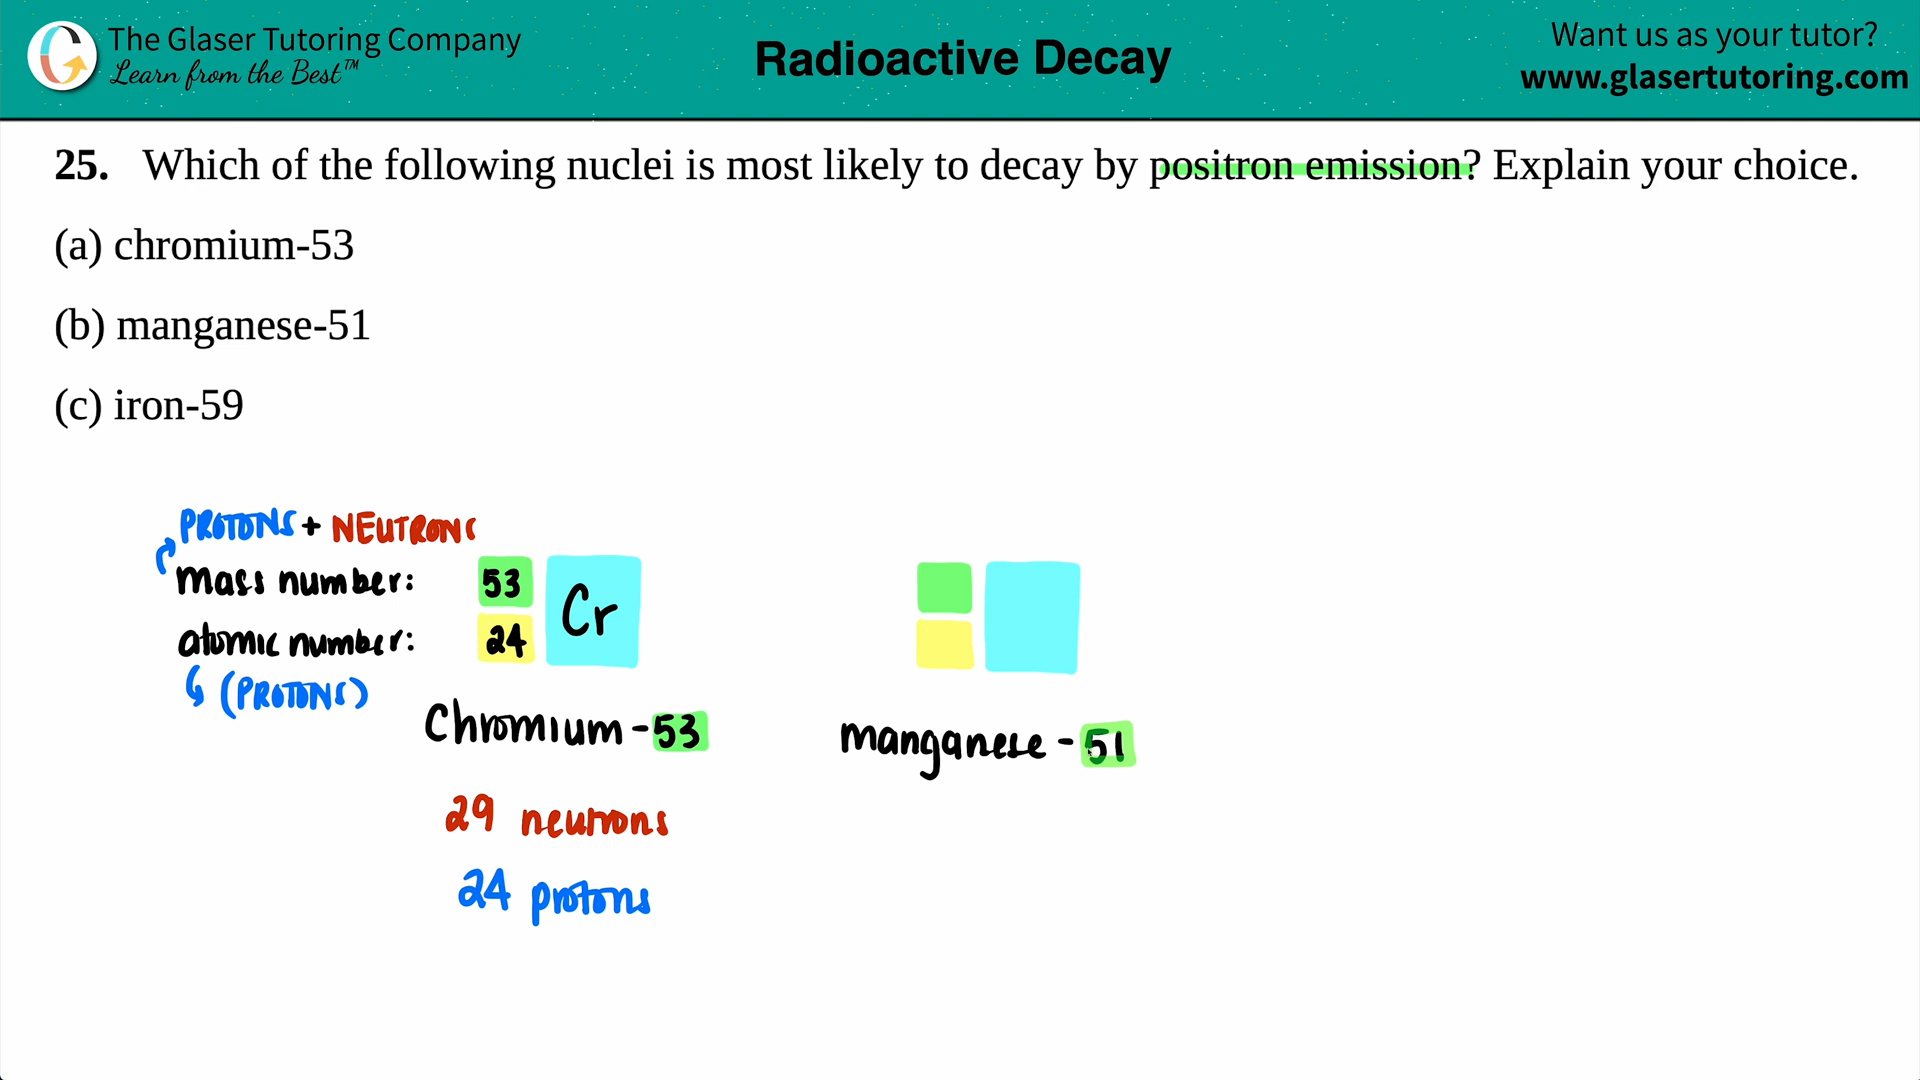 The Glaser Tutoring Company
Learn from the Best™
Radioactive Decay
Want us as your tutor?
www.glasertutoring.com
25. Which of the following nuclei is most likely to decay by positron emission? Explain your choice.
(a) chromium-53
(b) manganese-51
(c) iron-59
PROTONS + NEUTRONS
mass number: 53
Cr
atomic number: 24
(PROTONS)
Chromium - 53
manganese - 51
29 neutrons
24 protons